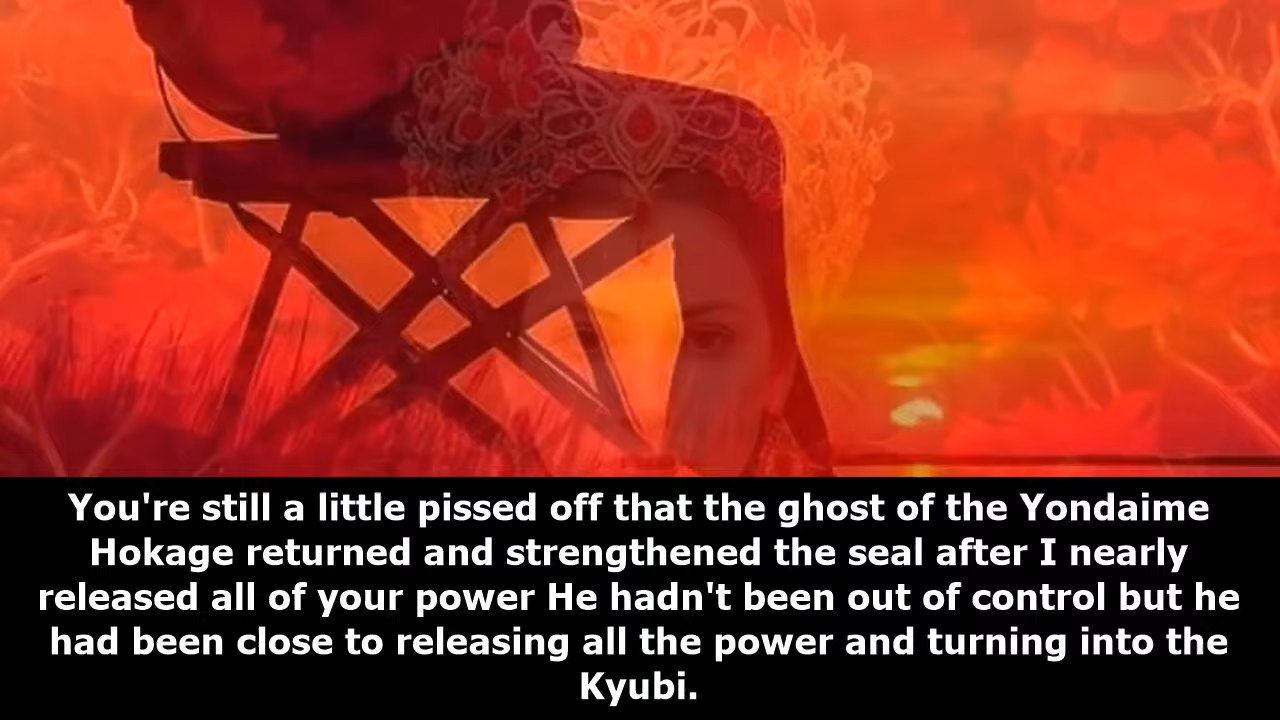 You're still a little pissed off that the ghost of the Yondaime
Hokage returned and strengthened the seal after I nearly
released all of your power He hadn't been out of control but he
had been close to releasing all the power and turning into the
Kyubi.